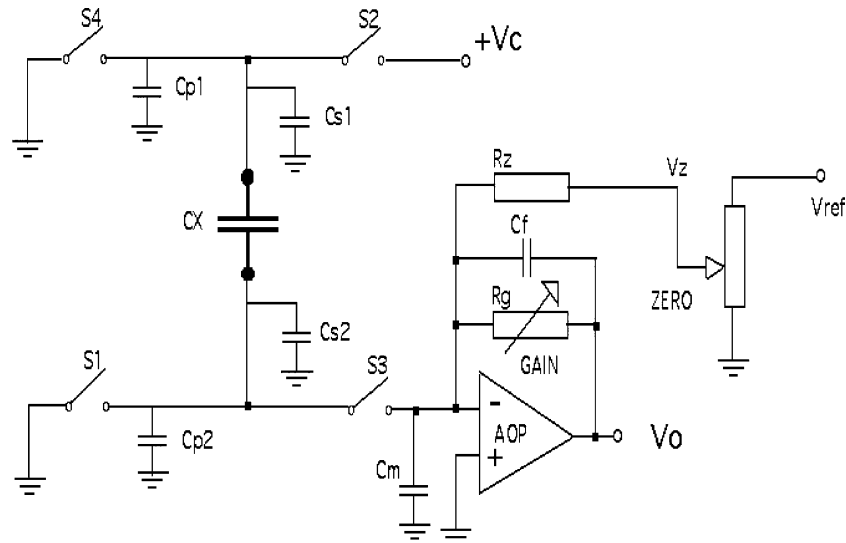 S4
S2
+Vc
Cp1
Cs1
Rz
Vz
Vref
CX
Cf
ZERO
Rg
Cs2
GAIN
S1
S3
Cp2
-
AOP
Vo
+
Cm